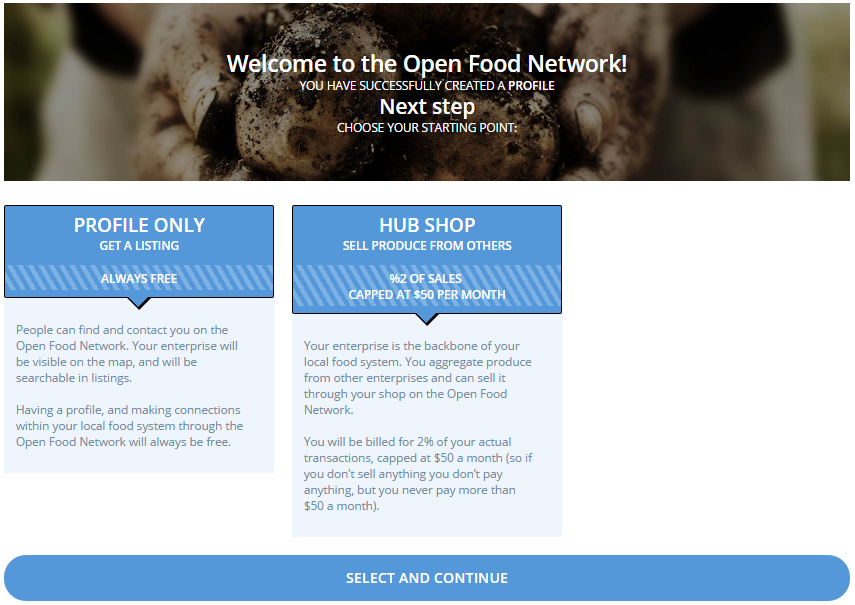 Welcome to the Open Food Network!
YOU HAVE SUCCESSFULLY CREATED A PROFILE
Next step
CHOOSE YOUR STARTING POINT:
PROFILE ONLY
GET A LISTING
ALWAYS FREE
People can find and contact you on the
Open Food Network. Your enterprise will
be visible on the map, and will be
searchable in listings.
Having a profile, and making connections
within your local food system through the
Open Food Network will always be free.
HUB SHOP
SELL PRODUCE FROM OTHERS
%2 OF SALES
CAPPED AT $50 PER MONTH
Your enterprise is the backbone of your
local food system. You aggregate produce
from other enterprises and can sell it
through your shop on the Open Food
Network.
You will be billed for 2% of your actual
transactions, capped at $50 a month (so if
you don't sell anything you don't pay
anything, but you never pay more than
$50 a month).
SELECT AND CONTINUE